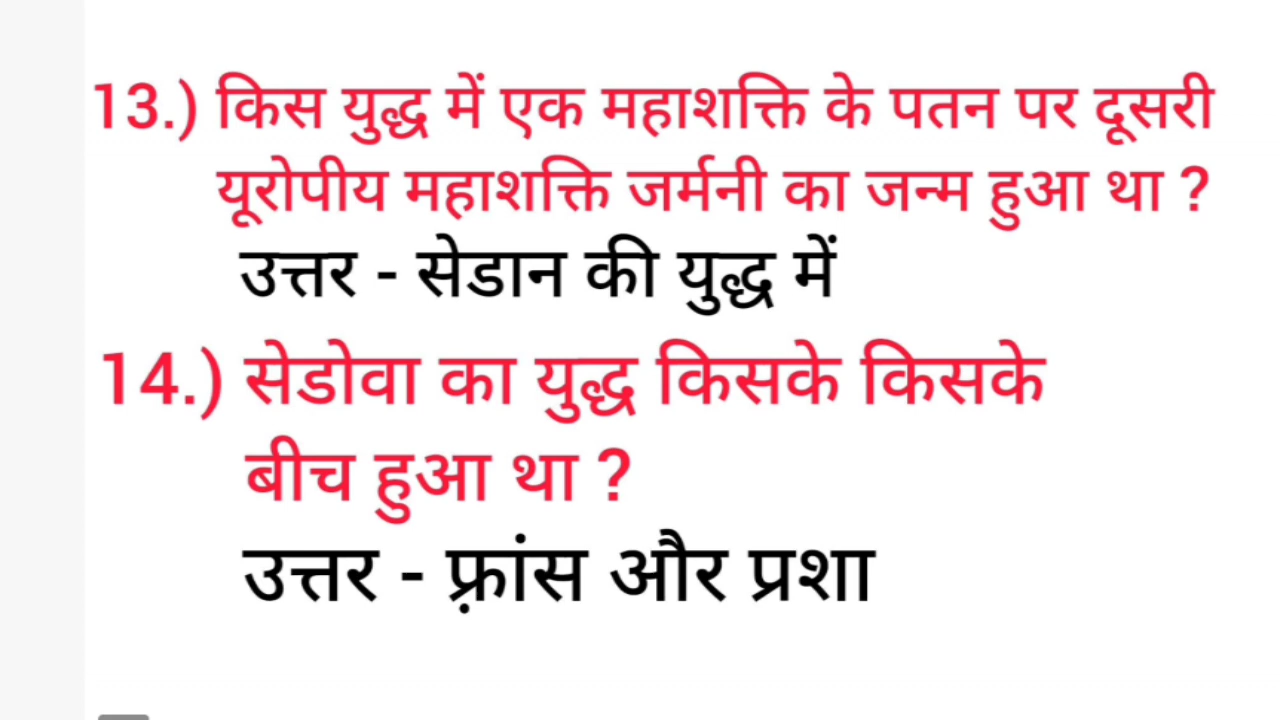 13.) किस युद्ध में एक महाशक्ति के पतन पर दूसरी
यूरोपीय महाशक्ति जर्मनी का जन्म हुआ था ?
उत्तर - सेडान की युद्ध में
14.) सेडोवा का युद्ध किसके किसके
बीच हुआ था ?
उत्तर - फ़्रांस और प्रशा